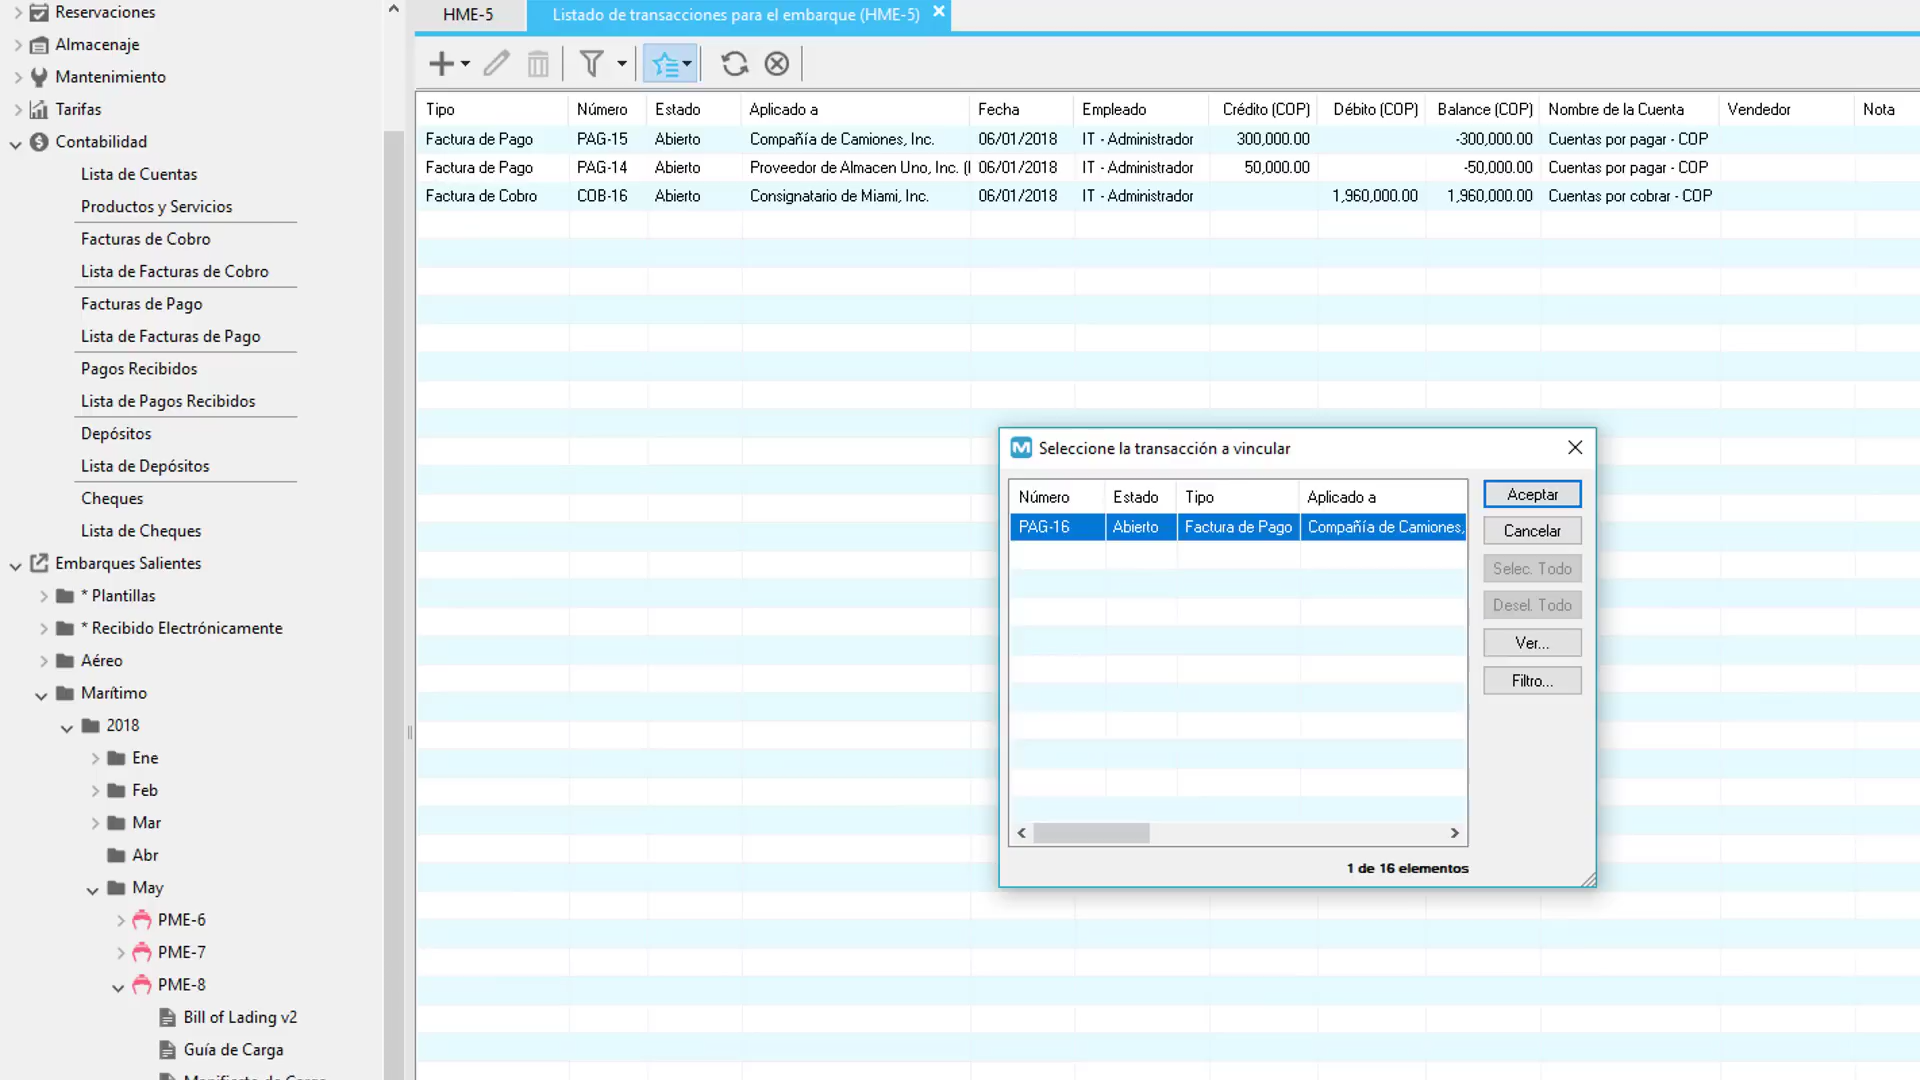 Reservaciones
Almacenaje
Mantenimiento
Tarifas
Contabilidad
Lista de Cuentas
Productos y Servicios
Facturas de Cobro
Lista de Facturas de Cobro
Facturas de Pago
Lista de Facturas de Pago
Pagos Recibidos
Lista de Pagos Recibidos
Depósitos
Lista de Depósitos
Cheques
Lista de Cheques
Embarques Salientes
* Plantillas
* Recibido Electrónicamente
Aéreo
Marítimo
2018
Ene
Feb
Mar
Abr
May
PME-6
PME-7
PME-8
Bill of Lading v2
Guía de Carga
Manifiesto de Carga
HME-5 Listado de transacciones para el embarque (HME-5)
Tipo Número Estado Aplicado a Fecha Empleado Crédito (COP) Débito (COP) Balance (COP) Nombre de la Cuenta Vendedor Nota
Factura de Pago PAG-15 Abierto Compañía de Camiones, Inc. 06/01/2018 IT - Administrador 300,000.00 -300,000.00 Cuentas por pagar - COP
Factura de Pago PAG-14 Abierto Proveedor de Almacen Uno, Inc. ( 06/01/2018 IT - Administrador 50,000.00 -50,000.00 Cuentas por pagar - COP
Factura de Cobro COB-16 Abierto Consignatario de Miami, Inc. 06/01/2018 IT - Administrador 1,960,000.00 1,960,000.00 Cuentas por cobrar - COP
Seleccione la transacción a vincular
Número Estado Tipo Aplicado a
PAG-16 Abierto Factura de Pago Compañía de Camiones,
Aceptar
Cancelar
Selec. Todo
Desel. Todo
Ver...
Filtro...
1 de 16 elementos